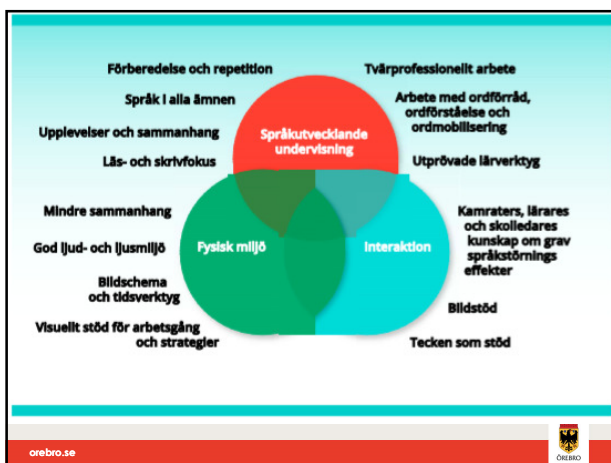 Förberedelse och repetition
Språk i alla ämnen
Upplevelser och sammanhang
Läs- och skrivfokus
Tvärprofessionellt arbete
Arbete med ordförråd,
ordförståelse och
ordmobilisering
Utprövade lärverktyg
Språkutvecklande
undervisning
Mindre sammanhang
God ljud- och ljusmiljö
Bildschema
och tidsverktyg
Visuellt stöd för arbetsgång
och strategier
Fysisk miljö
Interaktion
Kamraters, lärares
och skolledares
kunskap om grav
språkstörnings
effekter
Bildstöd
Tecken som stöd
orebro.se
ÖREBRO